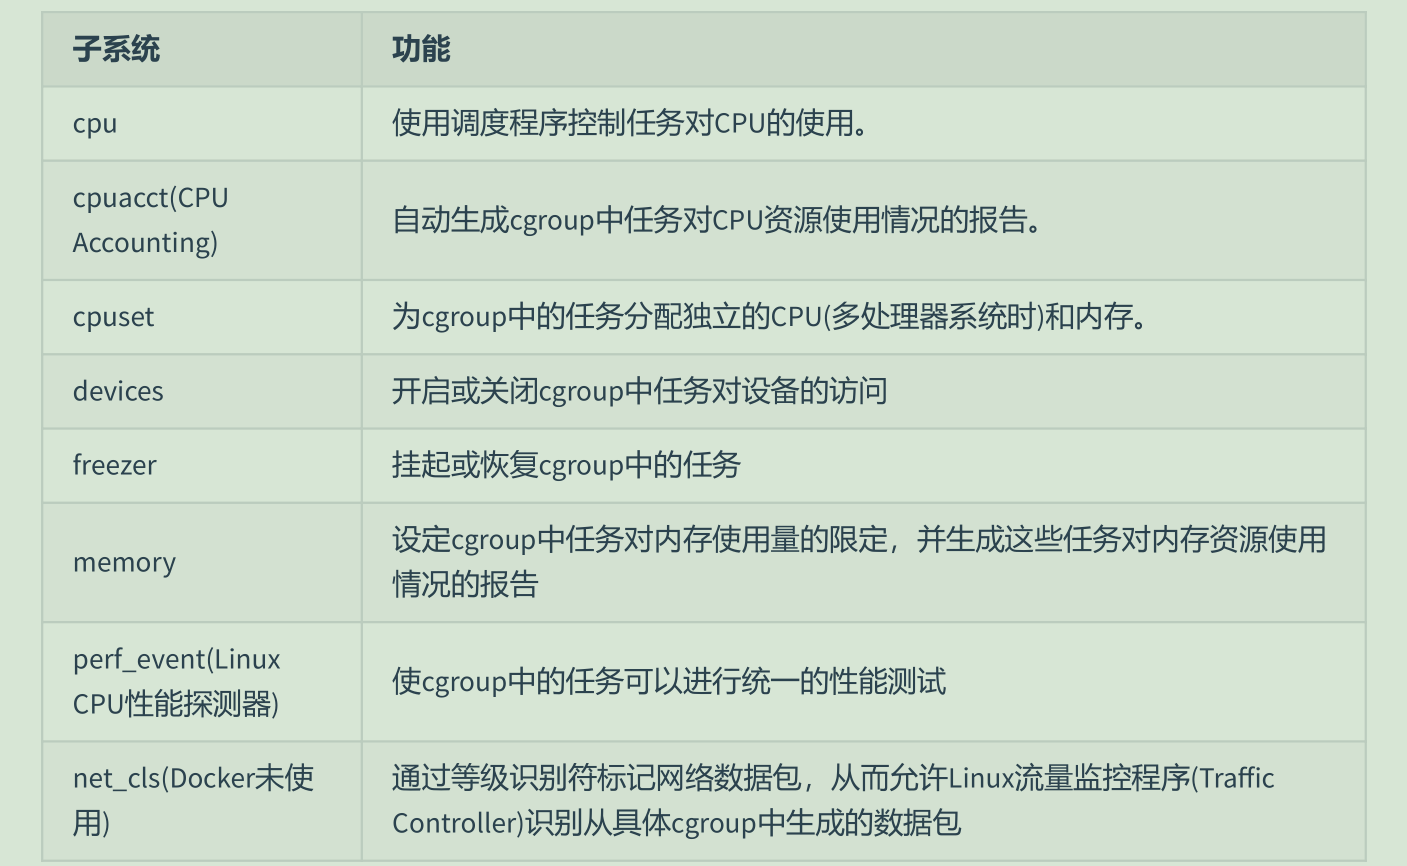 子系统
功能
cpu
使用调度程序控制任务对CPU的使用。
cpuacct(CPU
Accounting)
自动生成cgroup中任务对CPU资源使用情况的报告。
cpuset
为cgroup中的任务分配独立的CPU(多处理器系统时)和内存。
devices
开启或关闭cgroup中任务对设备的访问
freezer
挂起或恢复cgroup中的任务
memory
设定cgroup中任务对内存使用量的限定，并生成这些任务对内存资源使用
情况的报告
perf_event(Linux
CPU性能探测器)
使cgroup中的任务可以进行统一的性能测试
net_cls(Docker未使
用)
通过等级识别符标记网络数据包，从而允许Linux流量监控程序(Traffic
Controller)识别从具体cgroup中生成的数据包